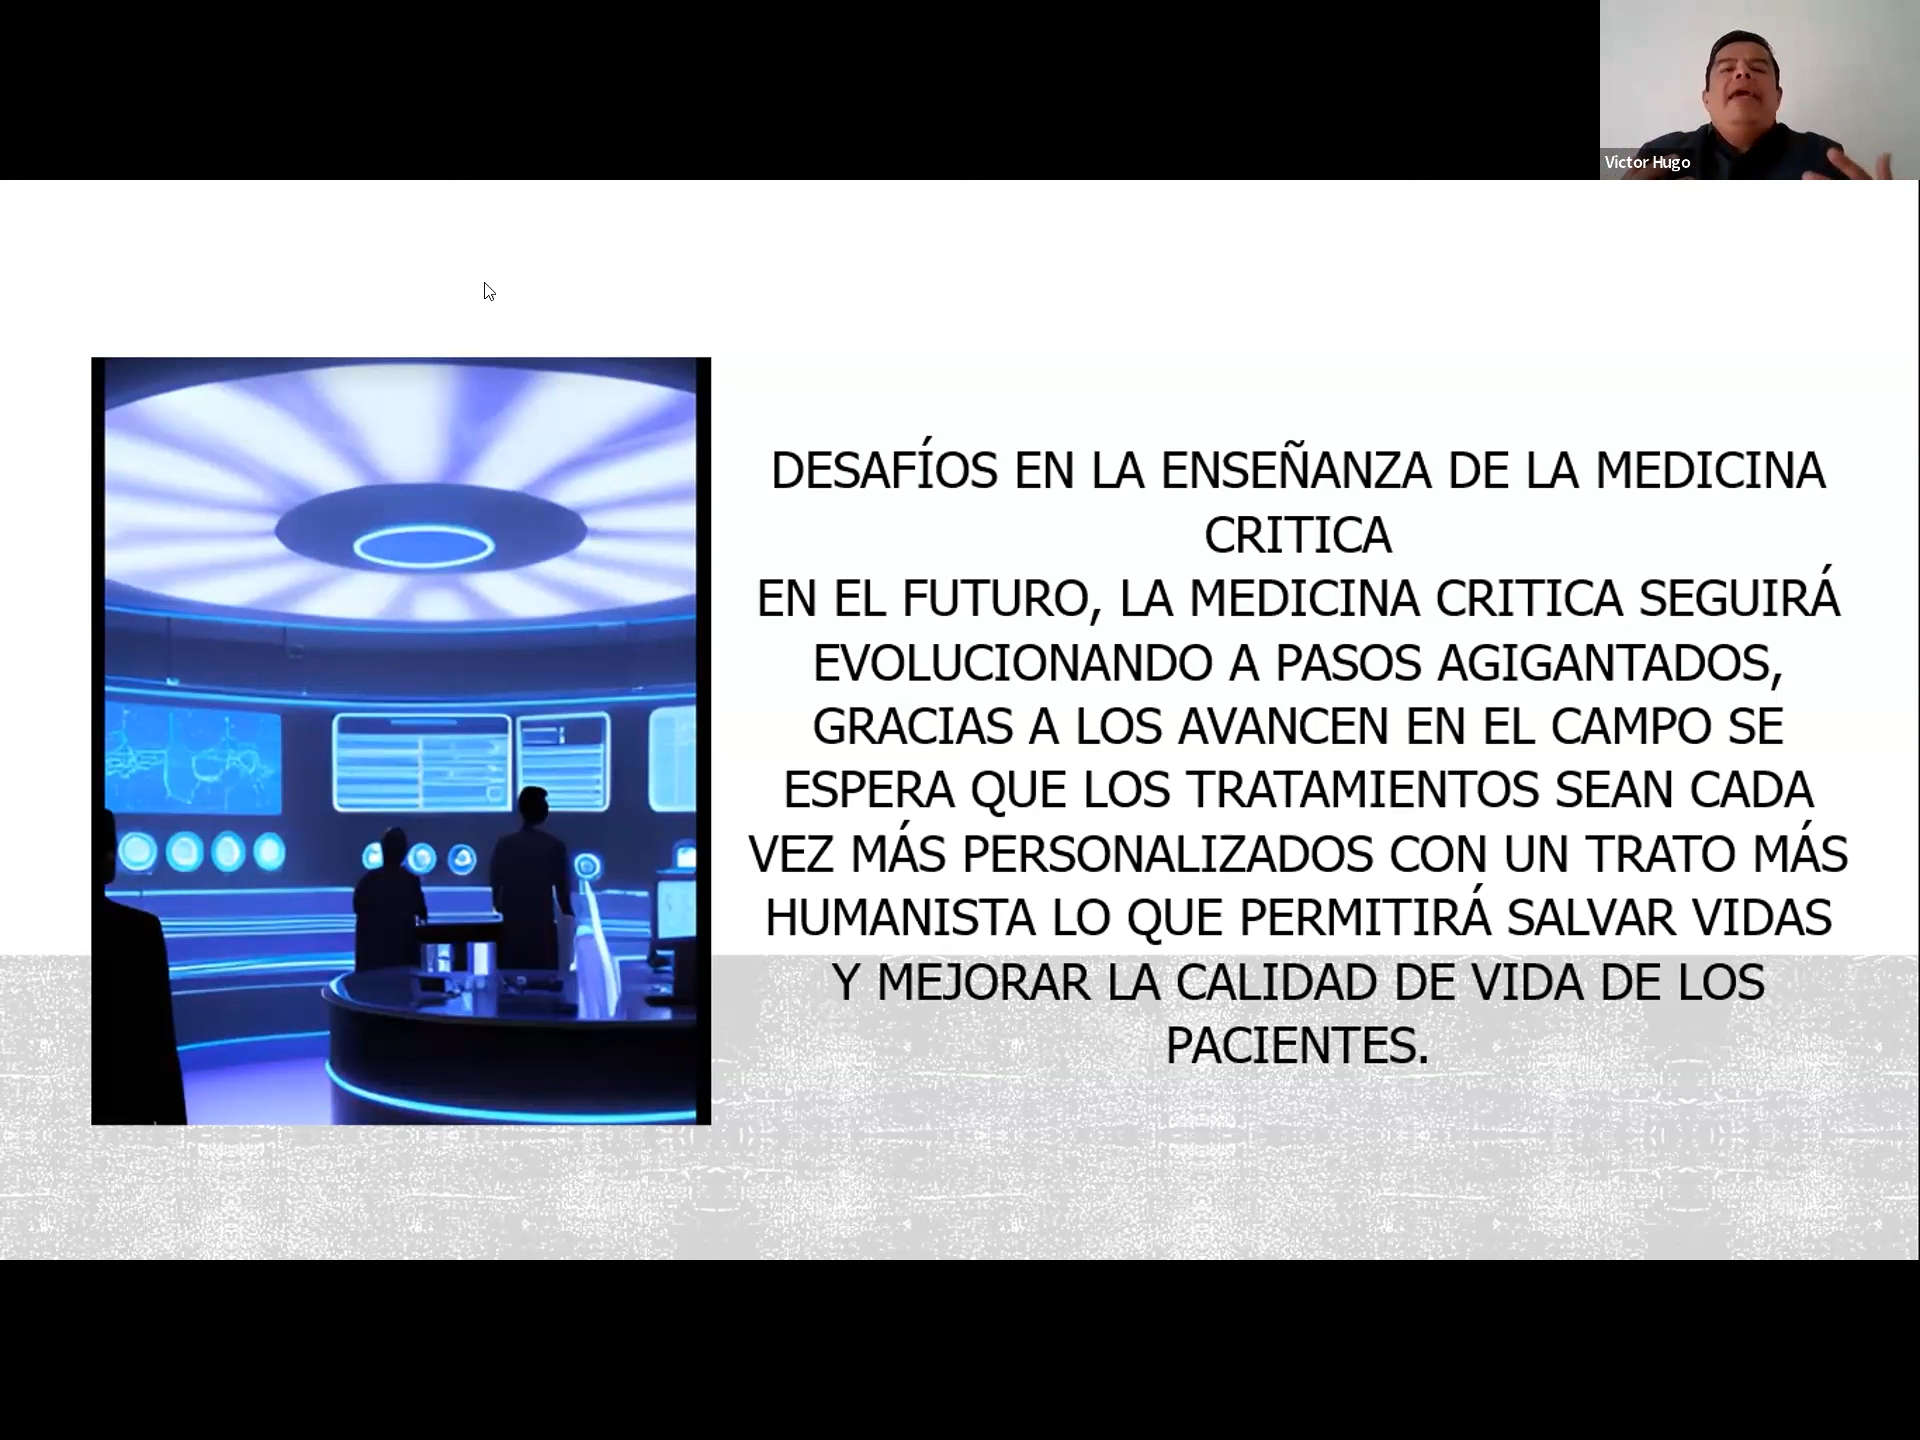 Victor Hugo
DESAFÍOS EN LA ENSEÑANZA DE LA MEDICINA
CRITICA
EN EL FUTURO, LA MEDICINA CRITICA SEGUIRÁ
EVOLUCIONANDO A PASOS AGIGANTADOS,
GRACIAS A LOS AVANCEN EN EL CAMPO SE
ESPERA QUE LOS TRATAMIENTOS SEAN CADA
VEZ MÁS PERSONALIZADOS CON UN TRATO MÁS
HUMANISTA LO QUE PERMITIRÁ SALVAR VIDAS
Y MEJORAR LA CALIDAD DE VIDA DE LOS
PACIENTES.